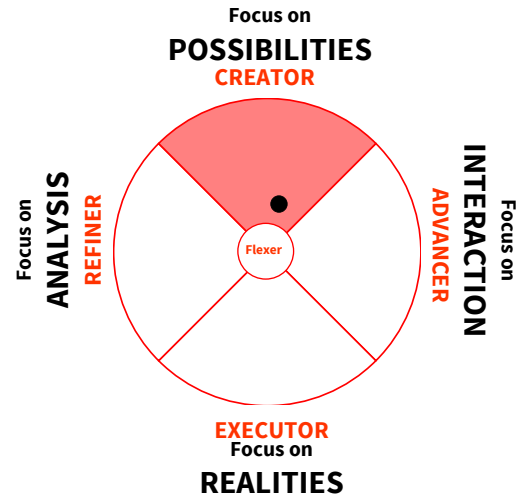 Focus on
POSSIBILITIES
CREATOR
Focus on
ANALYSIS
REFINER
Flexer
ADVANCER
INTERACTION
Focus on
EXECUTOR
Focus on
REALITIES